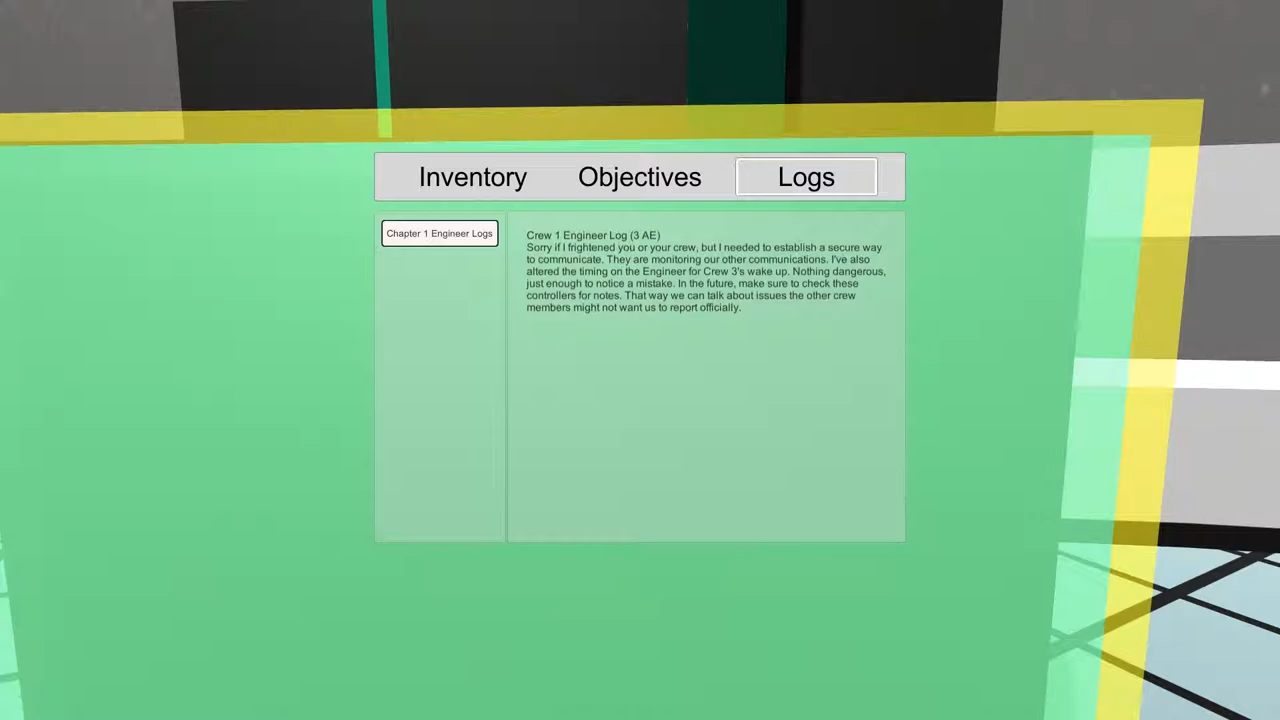 Inventory Objectives Logs
Chapter 1 Engineer Logs
Crew 1 Engineer Log (3 AE)
Sorry if I frightened you or your crew, but I needed to establish a secure way
to communicate. They are monitoring our other communications. I've also
altered the timing on the Engineer for Crew 3's wake up. Nothing dangerous,
just enough to notice a mistake. In the future, make sure to check these
controllers for notes. That way we can talk about issues the other crew
members might not want us to report officially.